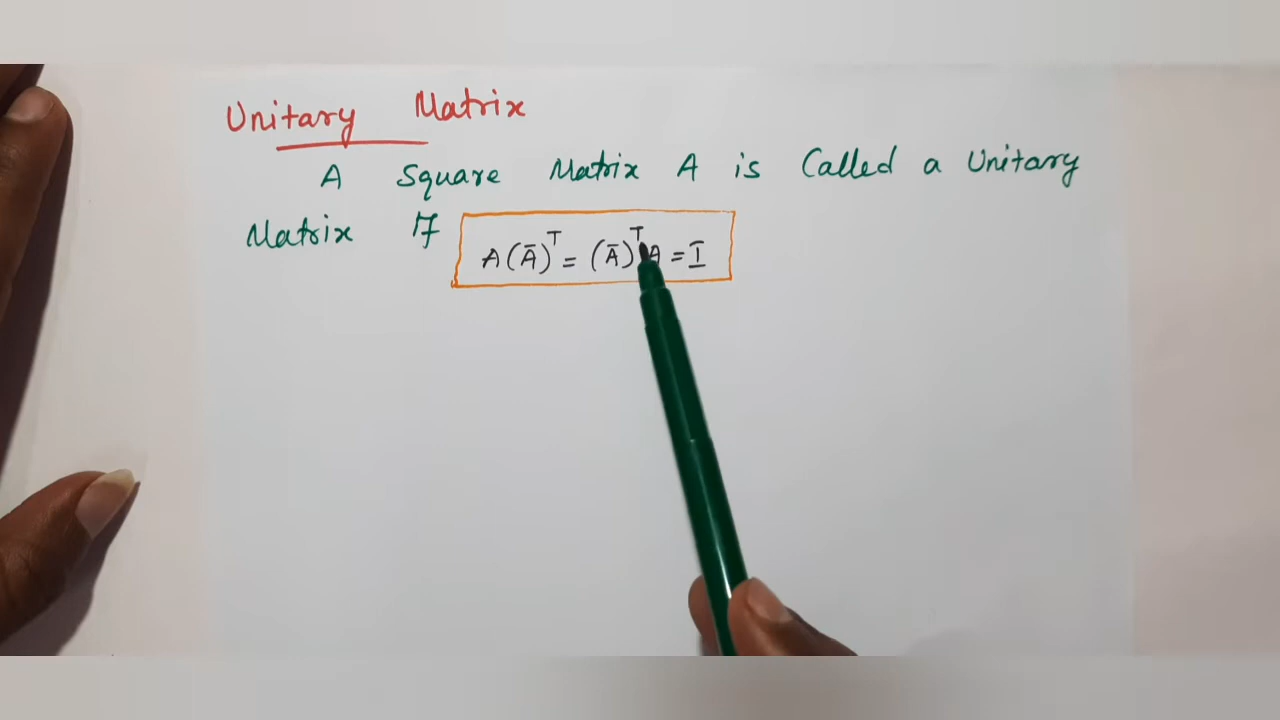 Unitary Matrix
A Square Matrix A is Called a Unitary
Matrix If
A(Ā)ᵀ = (Ā)ᵀA = I